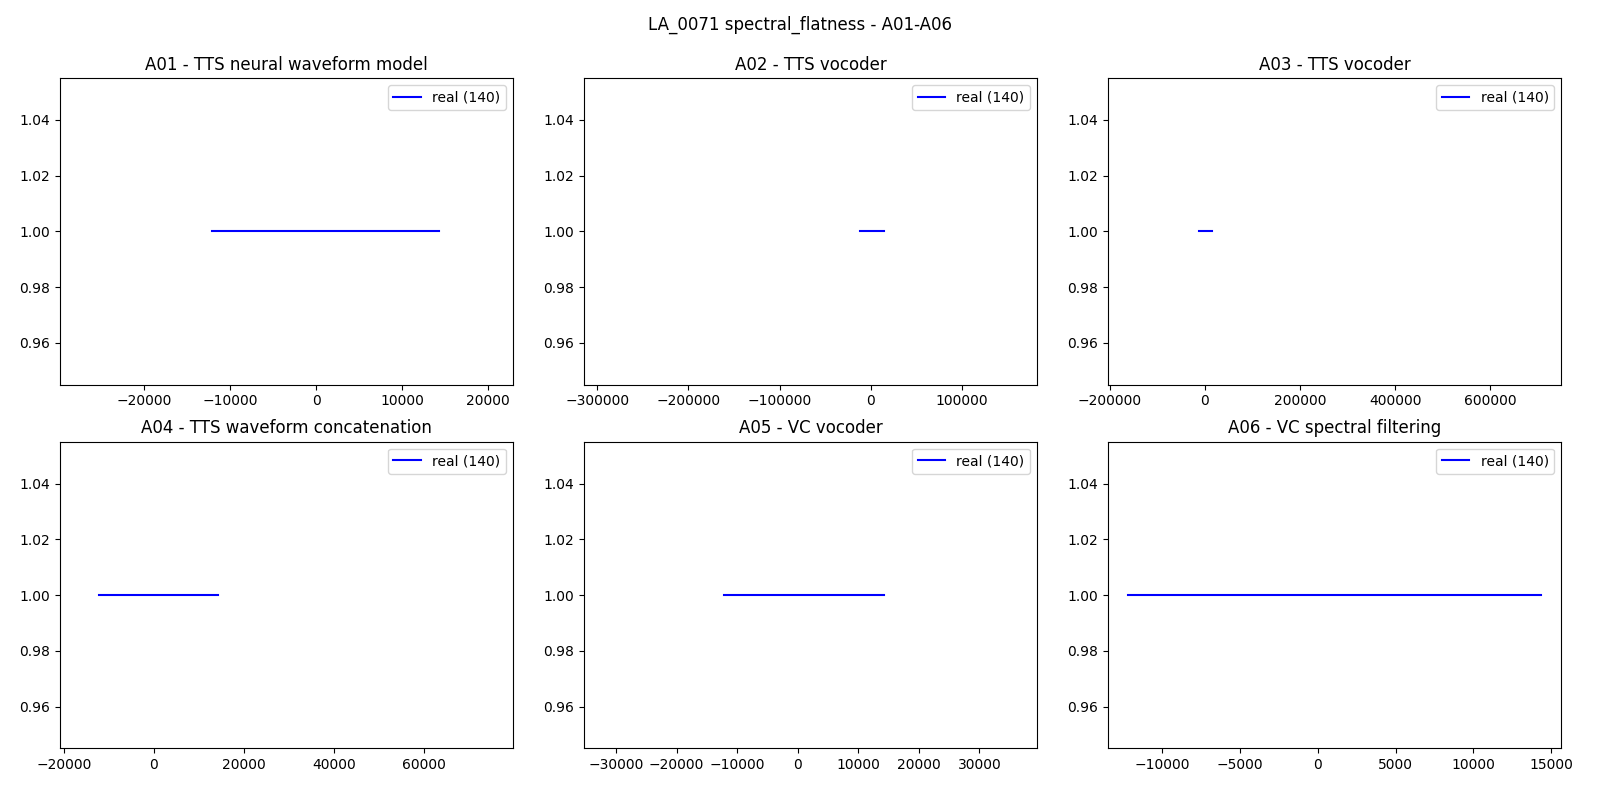 LA_0071 spectral_flatness - A01-A06
A01 - TTS neural waveform model
real (140)
1.04
1.02
1.00
0.98
0.96
−20000 −10000 0 10000 20000
A02 - TTS vocoder
real (140)
1.04
1.02
1.00
0.98
0.96
−300000 −200000 −100000 0 100000
A03 - TTS vocoder
real (140)
1.04
1.02
1.00
0.98
0.96
−200000 0 200000 400000 600000
A04 - TTS waveform concatenation
real (140)
1.04
1.02
1.00
0.98
0.96
−20000 0 20000 40000 60000
A05 - VC vocoder
real (140)
1.04
1.02
1.00
0.98
0.96
−30000 −20000 −10000 0 10000 20000 30000
A06 - VC spectral filtering
real (140)
1.04
1.02
1.00
0.98
0.96
−10000 −5000 0 5000 10000 15000